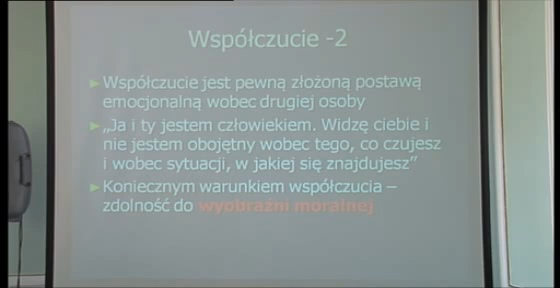 Współczucie -2
Współczucie jest pewną złożoną postawą
emocjonalną wobec drugiej osoby
„Ja i ty jestem człowiekiem. Widzę ciebie i
nie jestem obojętny wobec tego, co czujesz
i wobec sytuacji, w jakiej się znajdujesz”
Koniecznym warunkiem współczucia –
zdolność do wyobraźni moralnej